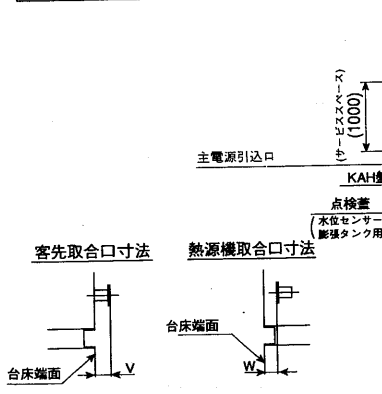 (サービススペース)
(1000)
主電源引込口
KAH
点検蓋
(水位センサー
膨張タンク用
客先取合口寸法
熱源機取合口寸法
台床端面
W
台床端面
V